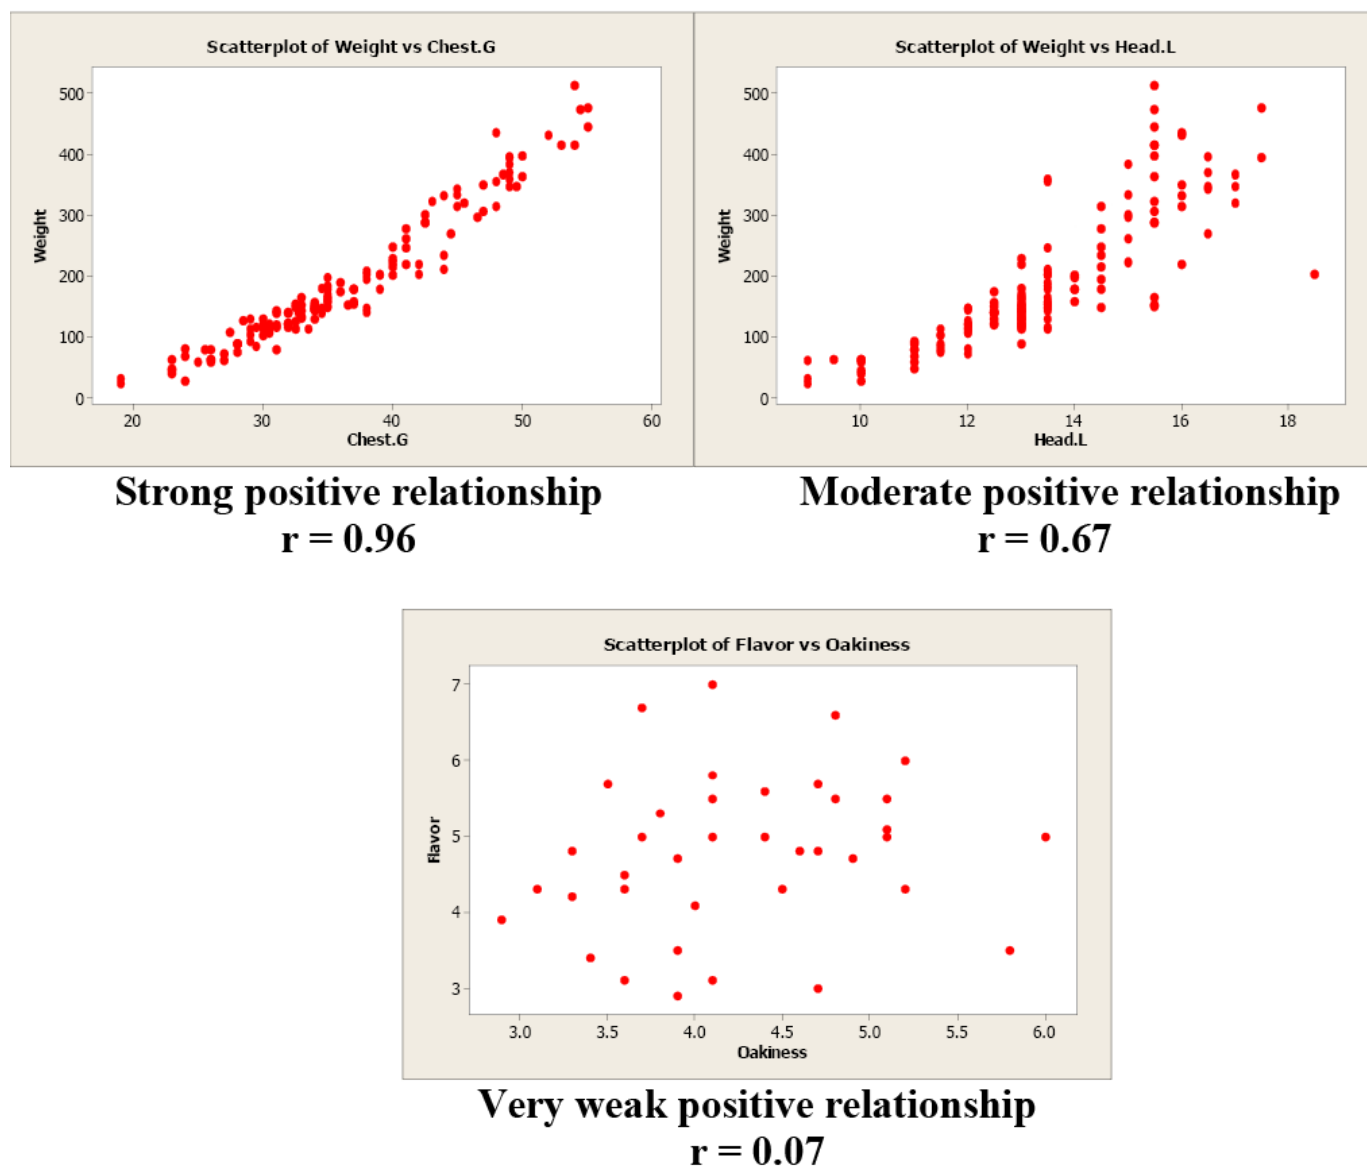 Scatterplot of Weight vs Chest.G
500
400
300
200
100
0
Weight
20 30 40 50 60
Chest.G
Strong positive relationship
r = 0.96
Scatterplot of Weight vs Head.L
500
400
300
200
100
0
Weight
10 12 14 16 18
Head.L
Moderate positive relationship
r = 0.67
Scatterplot of Flavor vs Oakiness
7
6
5
4
3
Flavor
3.0 3.5 4.0 4.5 5.0 5.5 6.0
Oakiness
Very weak positive relationship
r = 0.07